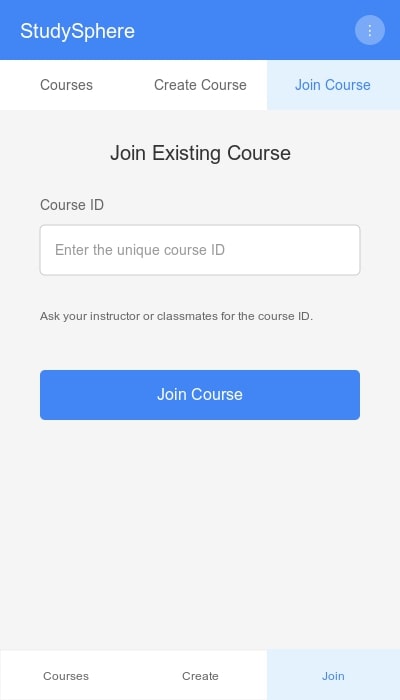 StudySphere
Courses
Create Course
Join Course
Join Existing Course
Course ID
Enter the unique course ID
Ask your instructor or classmates for the course ID.
Join Course
Courses
Create
Join